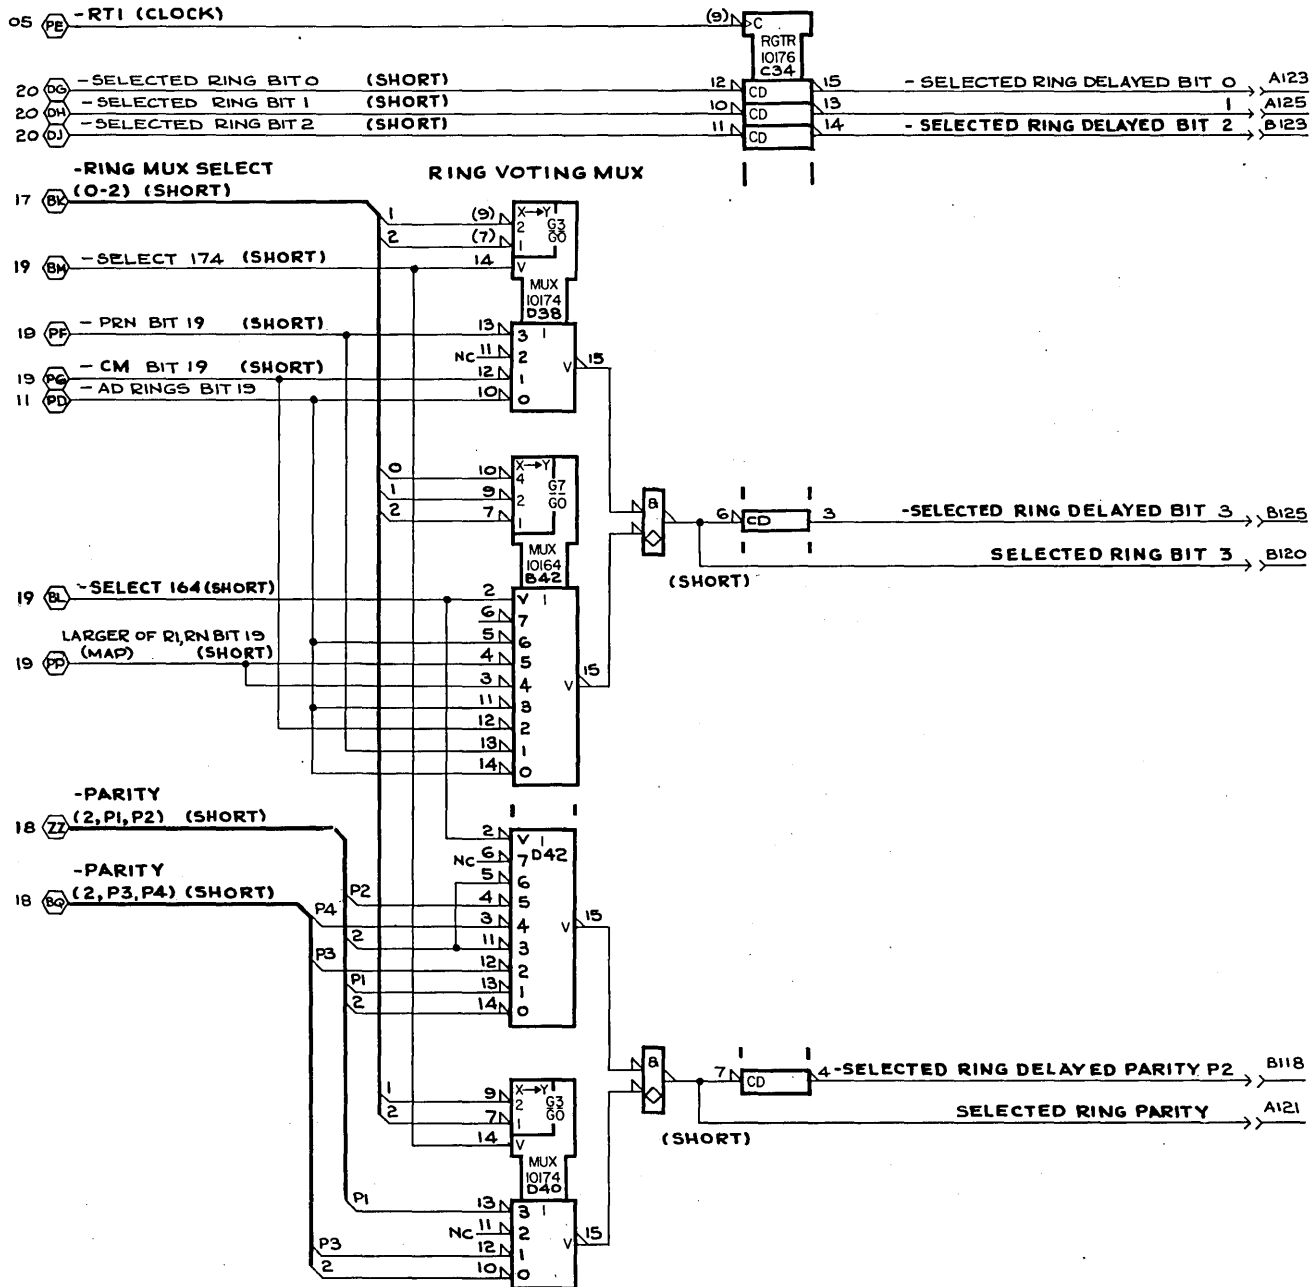 05 PE -RT1 (CLOCK) (9) C
RGTR
10176
C34
20 DG -SELECTED RING BIT 0 (SHORT) 12 CD 15 -SELECTED RING DELAYED BIT 0 A123
20 DH -SELECTED RING BIT 1 (SHORT) 10 CD 13 1 A125
20 DJ -SELECTED RING BIT 2 (SHORT) 11 CD 14 -SELECTED RING DELAYED BIT 2 B123
-RING MUX SELECT RING VOTING MUX
17 BK (0-2) (SHORT)
1 (9) 2 X→Y G3
2 (7) 1 G0
19 BM -SELECT 174 (SHORT) 14 V
MUX
10174
D38
19 PF - PRN BIT 19 (SHORT) 13 3 1
NC 11 2 V 15
19 PG - CM BIT 19 (SHORT) 12 1
11 PD - AD RINGS BIT 19 10 0
0 10 4 X→Y
1 9 2 G7
2 7 1 G0
& 6 CD 3 -SELECTED RING DELAYED BIT 3 B125
MUX
10164
B42
SELECTED RING BIT 3 B120
(SHORT)
19 BL -SELECT 164 (SHORT) 2 V 1
6 7
LARGER OF R1,RN BIT 19 5 6
19 PP (MAP) (SHORT) 4 5
3 4 V 15
11 3
12 2
13 1
14 0
-PARITY
18 ZZ (2,P1,P2) (SHORT) 2 V 1
D42
NC 6 7
-PARITY 5 6
18 BQ (2,P3,P4) (SHORT) P2 4 5
P4 3 4 V 15
2 11 3
P3 12 2
P1 13 1
2 14 0
& 7 CD 4 -SELECTED RING DELAYED PARITY P2 B118
1 9 2 X→Y G3
2 7 1 G0
SELECTED RING PARITY A121
14 V
(SHORT)
MUX
10174
D40
P1 13 3 1
NC 11 2 V 15
P3 12 1
2 10 0